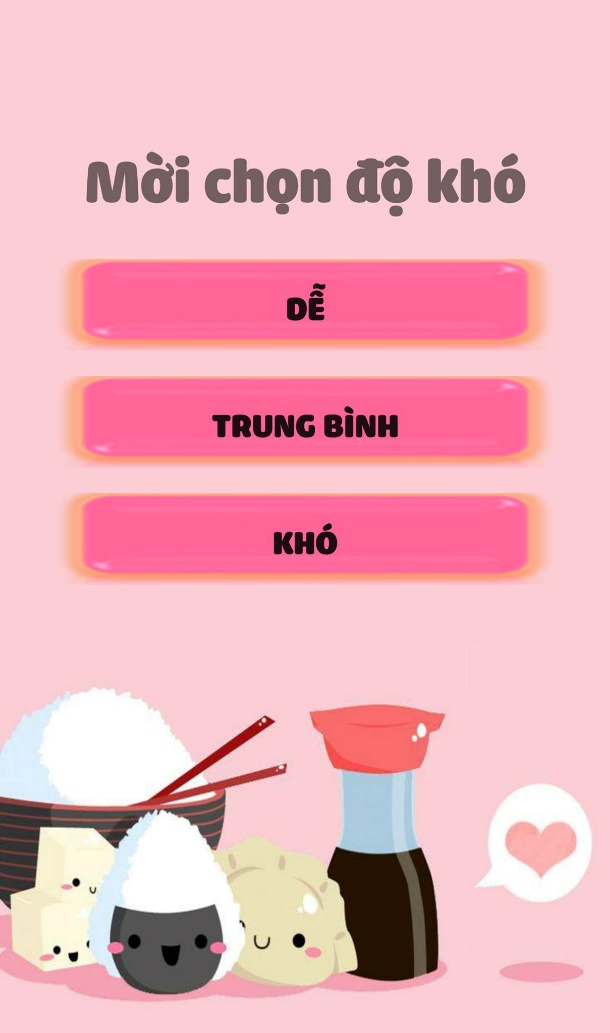 Mời chọn độ khó
DỄ
TRUNG BÌNH
KHÓ